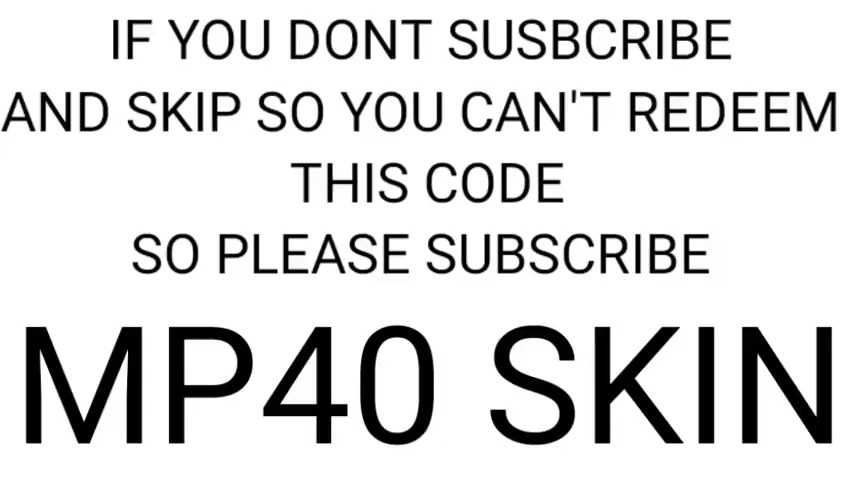 IF YOU DONT SUSBCRIBE
AND SKIP SO YOU CAN'T REDEEM
THIS CODE
SO PLEASE SUBSCRIBE
MP40 SKIN